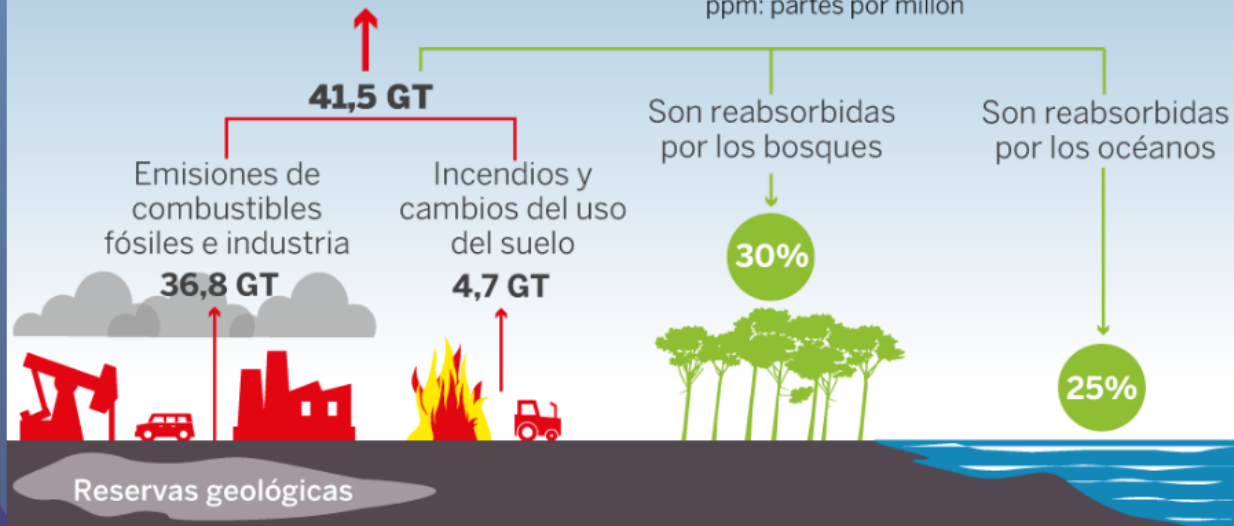 ppm: partes por millón
41,5 GT
Emisiones de
combustibles
fósiles e industria
36,8 GT
Incendios y
cambios del uso
del suelo
4,7 GT
Son reabsorbidas
por los bosques
30%
Son reabsorbidas
por los océanos
25%
Reservas geológicas